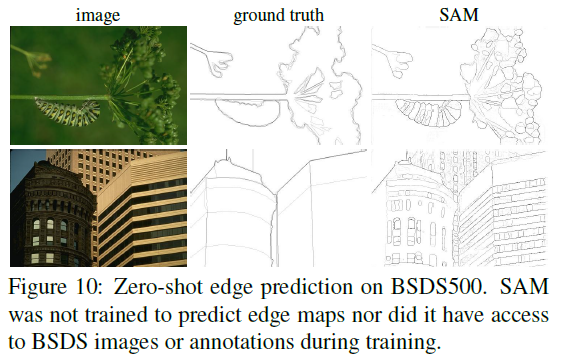 image ground truth SAM
Figure 10: Zero-shot edge prediction on BSDS500. SAM
was not trained to predict edge maps nor did it have access
to BSDS images or annotations during training.